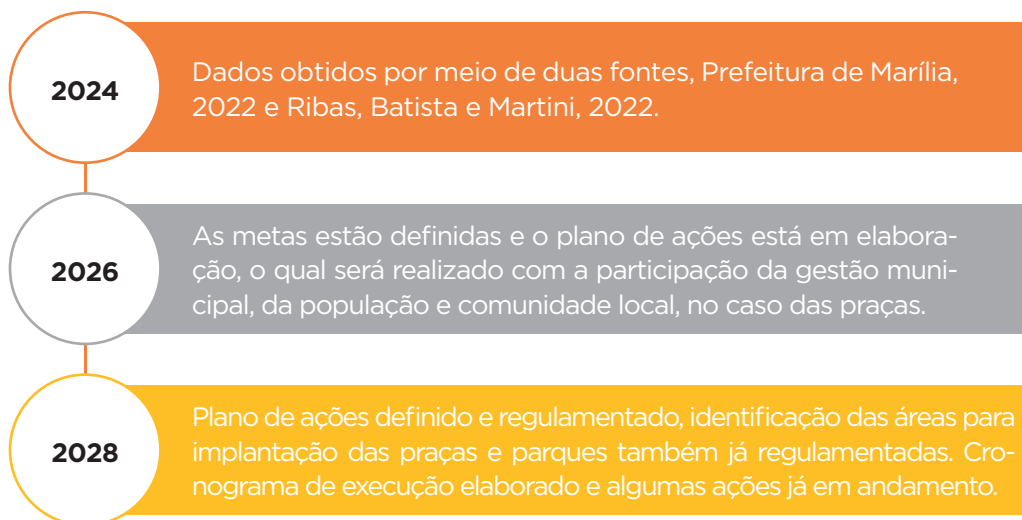 2024
Dados obtidos por meio de duas fontes, Prefeitura de Marília,
2022 e Ribas, Batista e Martini, 2022.
2026
As metas estão definidas e o plano de ações está em elabora-
ção, o qual será realizado com a participação da gestão muni-
cipal, da população e comunidade local, no caso das praças.
2028
Plano de ações definido e regulamentado, identificação das áreas para
implantação das praças e parques também já regulamentadas. Cro-
nograma de execução elaborado e algumas ações já em andamento.